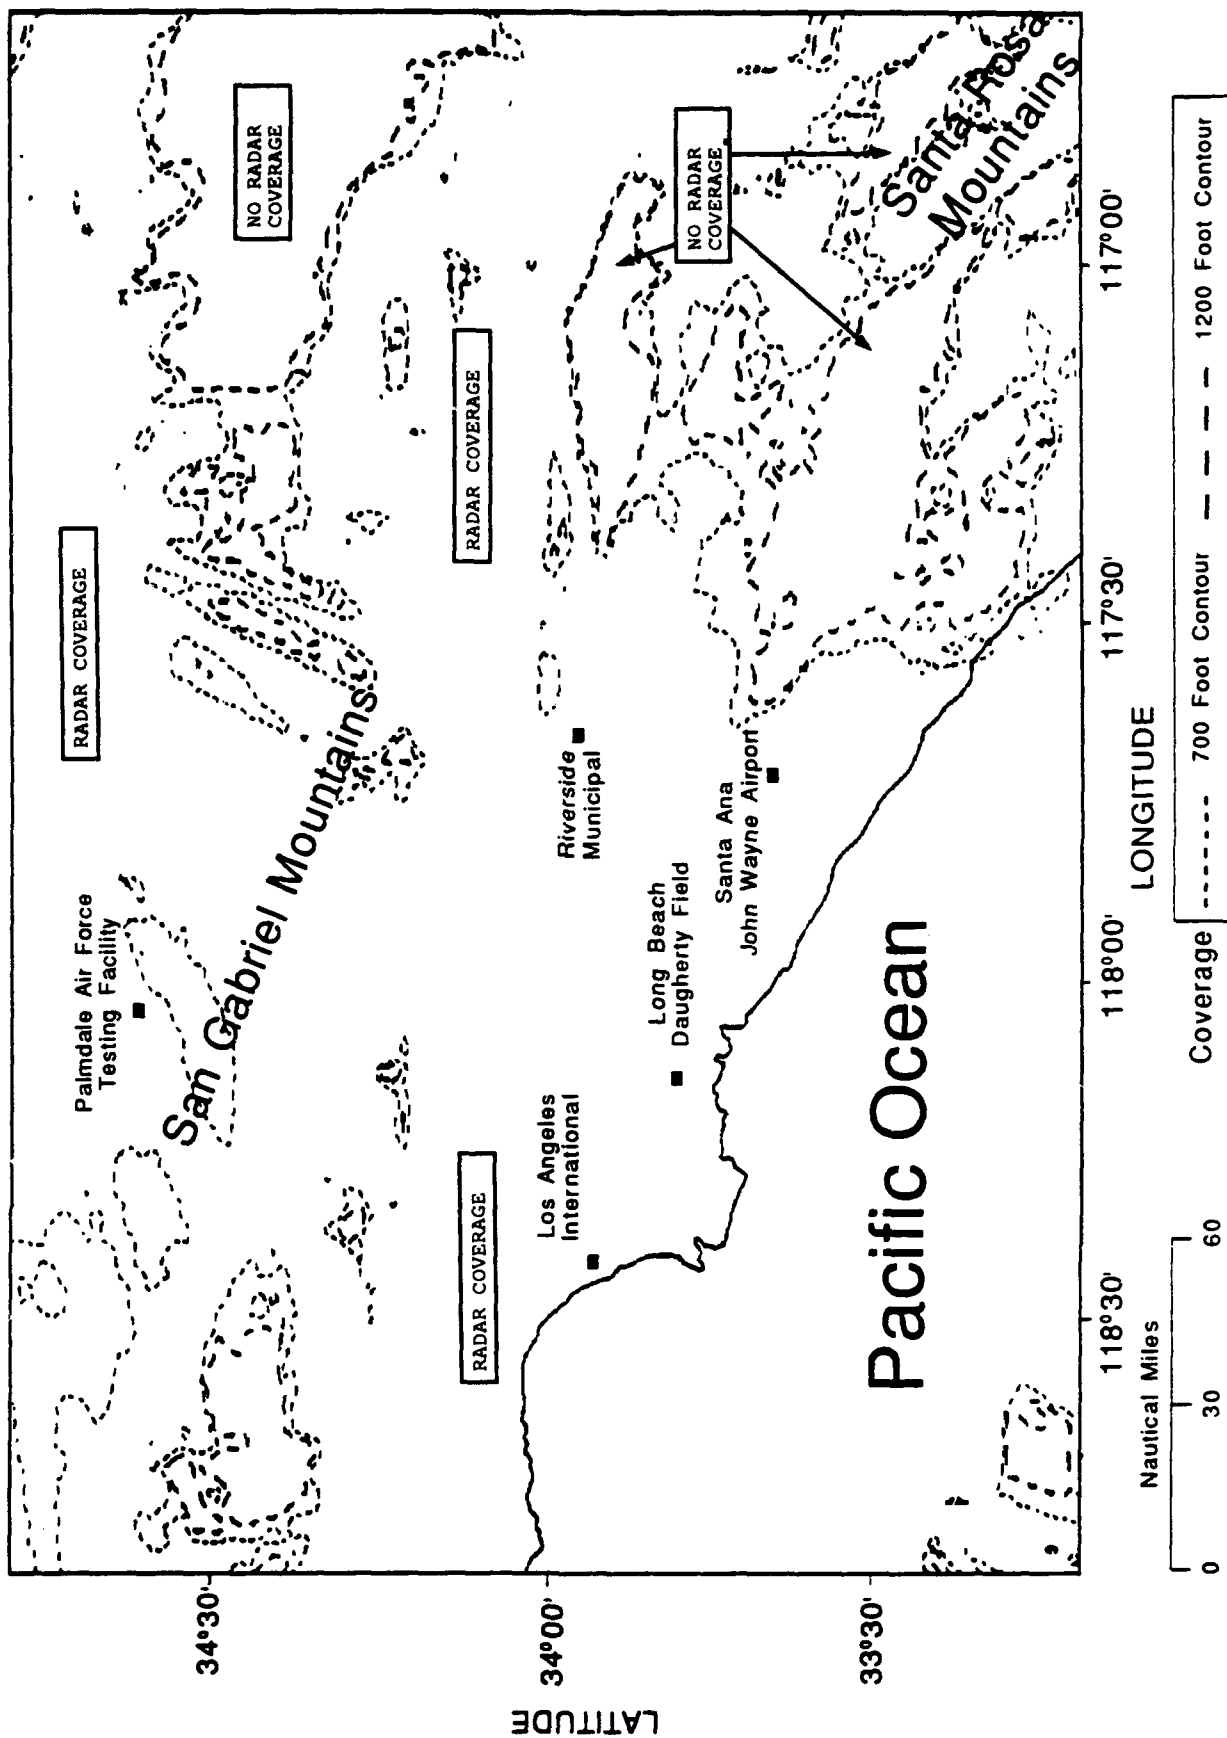 NO RADAR
COVERAGE
RADAR COVERAGE
Palmdale Air Force
Testing Facility
San Gabriel Mountains
RADAR COVERAGE
RADAR COVERAGE
NO RADAR
COVERAGE
Los Angeles
International
Riverside
Municipal
Long Beach
Daugherty Field
Santa Ana
John Wayne Airport
Santa Rosa
Mountains
Pacific Ocean
LATITUDE
34°30'
34°00'
33°30'
118°30'
118°00'
117°30'
117°00'
LONGITUDE
Nautical Miles
0 30 60
Coverage
700 Foot Contour
1200 Foot Contour